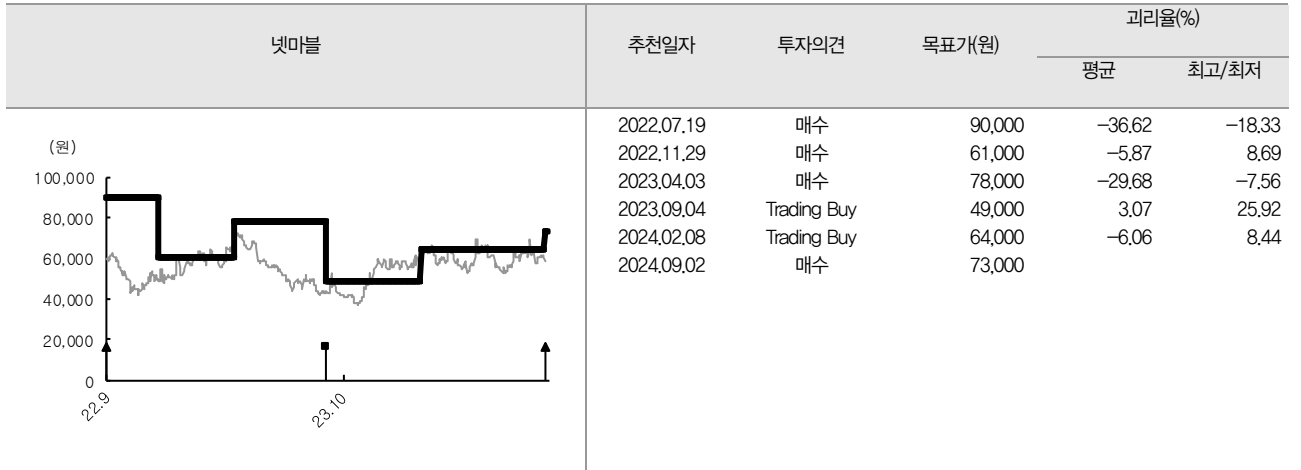 넷마블 추천일자 투자의견 목표가(원) 괴리율(%)
평균 최고/최저
2022.07.19 매수 90,000 -36.62 -18.33
2022.11.29 매수 61,000 -5.87 8.69
2023.04.03 매수 78,000 -29.68 -7.56
2023.09.04 Trading Buy 49,000 3.07 25.92
2024.02.08 Trading Buy 64,000 -6.06 8.44
2024.09.02 매수 73,000
(원)
100,000
80,000
60,000
40,000
20,000
0
22.9 23.10